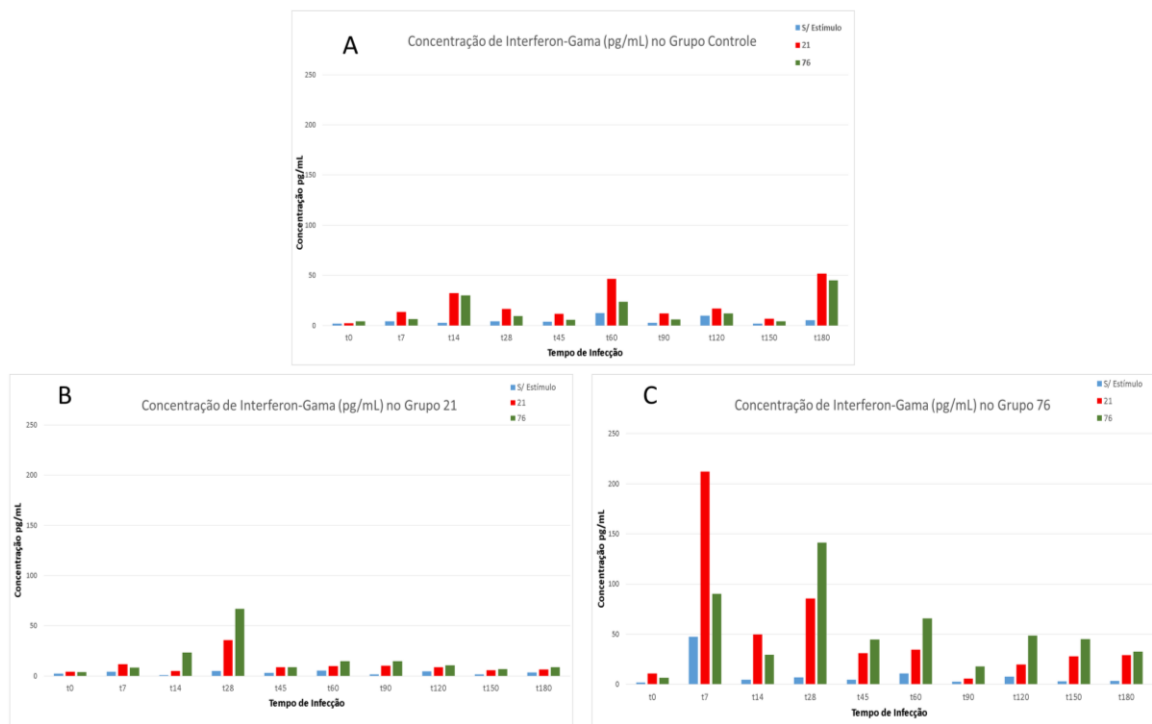 A
Concentração de Interferon-Gama (pg/mL) no Grupo Controle
S/ Estímulo
21
76
250
200
150
100
50
0
Concentração pg/mL
t0 t7 t14 t28 t45 t60 t90 t120 t150 t180
Tempo de Infecção
B
Concentração de Interferon-Gama (pg/mL) no Grupo 21
S/ Estímulo
21
76
250
200
150
100
50
0
Concentração pg/mL
t0 t7 t14 t28 t45 t60 t90 t120 t150 t180
Tempo de Infecção
C
Concentração de Interferon-Gama (pg/mL) no Grupo 76
S/ Estímulo
21
76
250
200
150
100
50
0
Concentração pg/mL
t0 t7 t14 t28 t45 t60 t90 t120 t150 t180
Tempo de Infecção